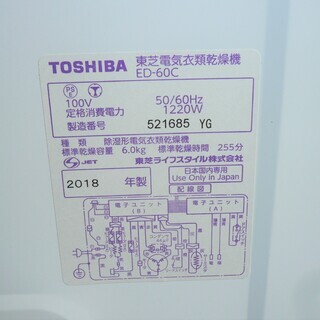 TOSHIBA 東芝電気衣類乾燥機
ED-60C
PS E
100V 50/60Hz
定格消費電力 1220W
製造番号 521685 YG
種類 除湿形電気衣類乾燥機
標準乾燥容量 6.0kg 標準乾燥時間 255分
JET 東芝ライフスタイル株式会社
2018 年製
日本国内専用
Use Only in Japan
配線図
電子ユニット
(B)
電子ユニット
(A)